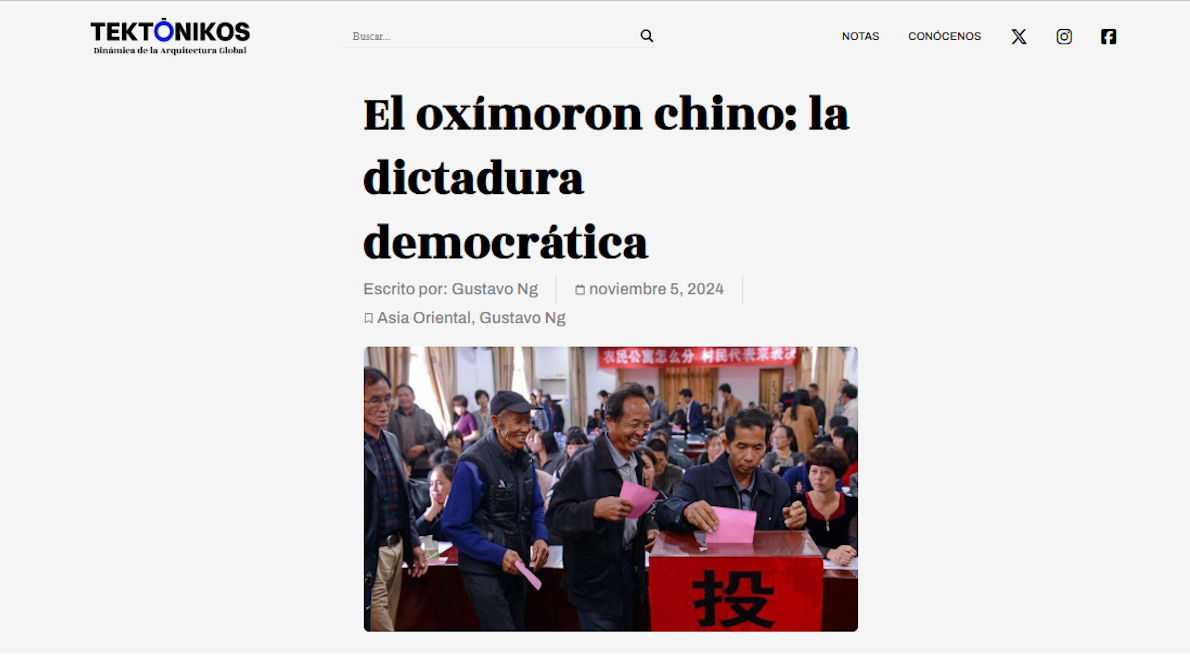 TEKTÓNIKOS
Dinámica de la Arquitectura Global
Buscar...
NOTAS
CONÓCENOS
El oxímoron chino: la
dictadura
democrática
Escrito por: Gustavo Ng
noviembre 5, 2024
Asia Oriental, Gustavo Ng
农民公寓怎么分 村民代表来表决
投